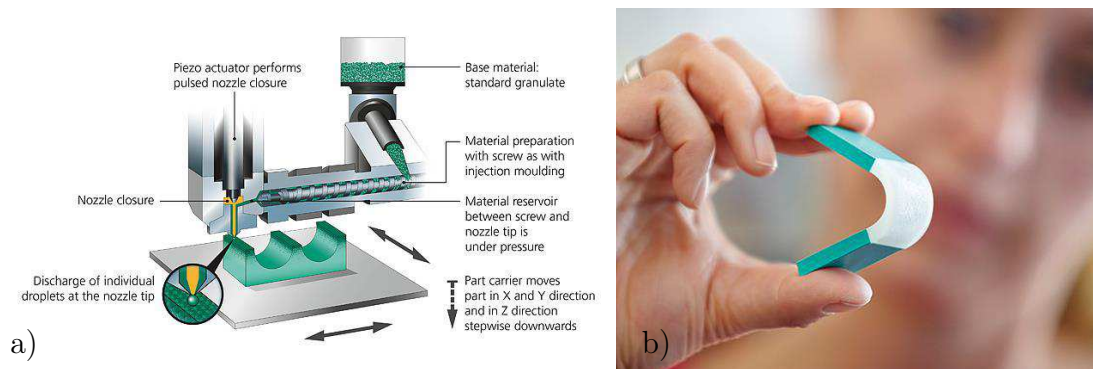 Piezo actuator performs
pulsed nozzle closure
Base material:
standard granulate
Material preparation
with screw as with
injection moulding
Nozzle closure
Material reservoir
between screw and
nozzle tip is
under pressure
Discharge of individual
droplets at the nozzle tip
Part carrier moves
part in X and Y direction
and in Z direction
stepwise downwards
a)
b)